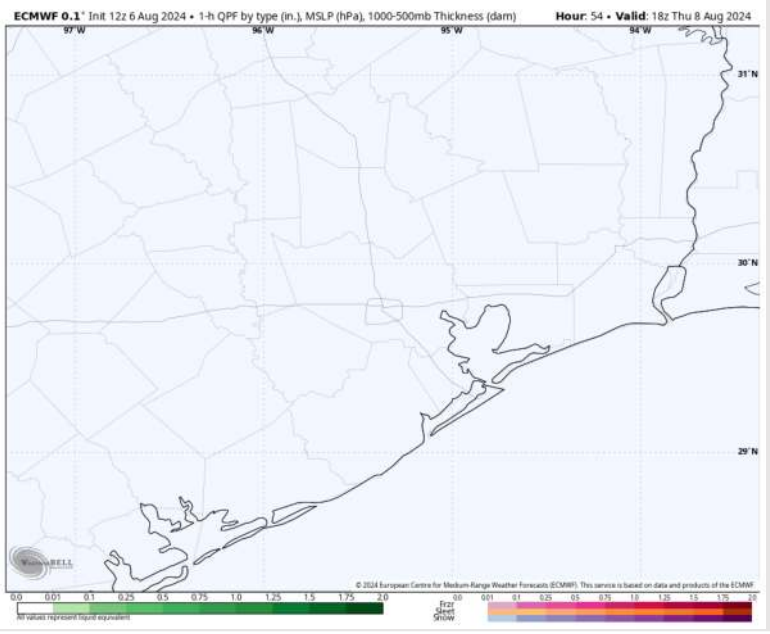 ECMWF 0.1° Init 12z 6 Aug 2024 • 1-h QPF by type (in.), MSLP (hPa), 1000-500mb Thickness (dam) Hour: 54 • Valid: 18z Thu 8 Aug 2024
97°W 96°W 95°W 94°W
31°N
30°N
29°N
WeatherBELL
© 2024 European Centre for Medium-Range Weather Forecasts (ECMWF). This service is based on data and products of the ECMWF
0.0 0.01 0.1 0.25 0.5 0.75 1.0 1.25 1.5 1.75 2.0
All values represent liquid equivalent
0.0 0.01 0.1 0.25 0.5 0.75 1.0 1.25 1.5 1.75 2.0
Frzr
Sleet
Snow